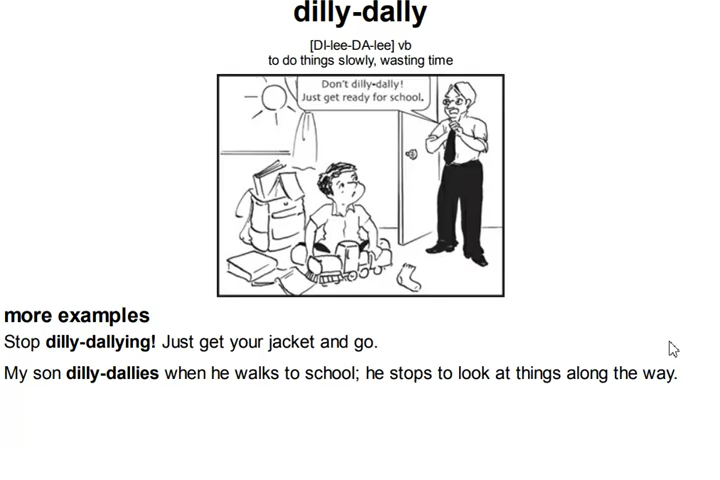 dilly-dally
[DI-lee-DA-lee] vb
to do things slowly, wasting time
Don't dilly-dally!
Just get ready for school.
more examples
Stop dilly-dallying! Just get your jacket and go.
My son dilly-dallies when he walks to school; he stops to look at things along the way.